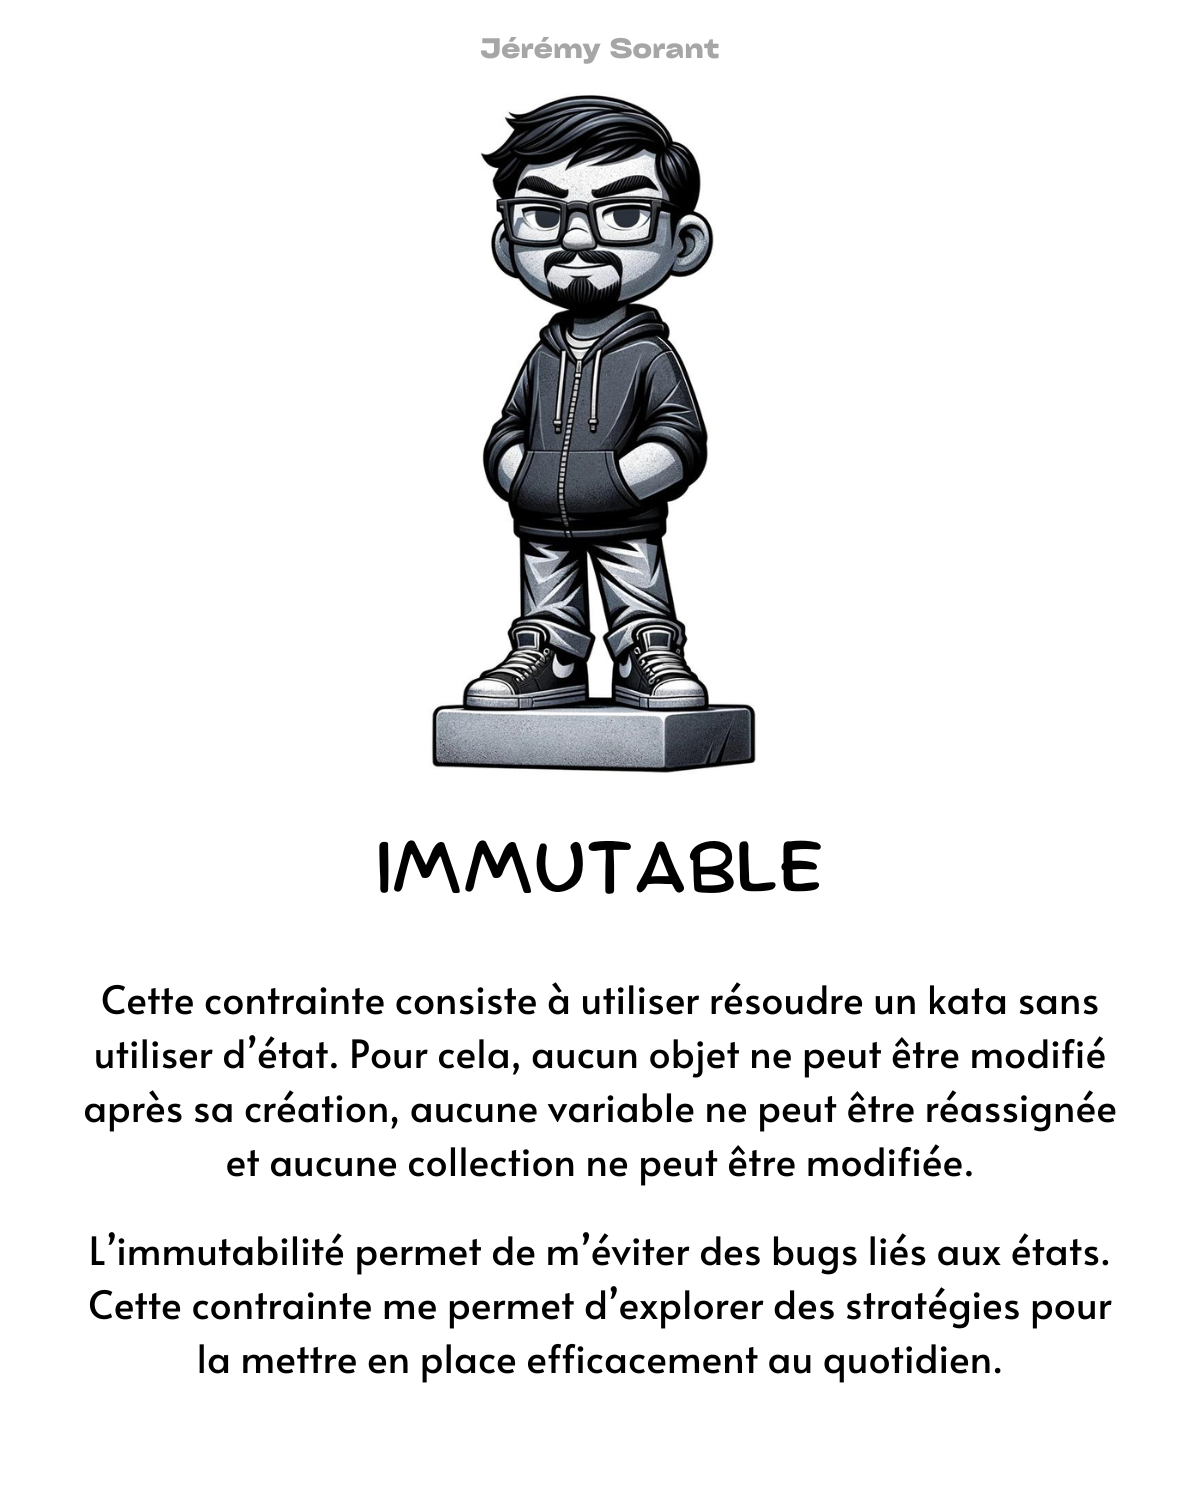 Jérémy Sorant
IMMUTABLE
Cette contrainte consiste à utiliser résoudre un kata sans
utiliser d’état. Pour cela, aucun objet ne peut être modifié
après sa création, aucune variable ne peut être réassignée
et aucune collection ne peut être modifiée.
L’immutabilité permet de m’éviter des bugs liés aux états.
Cette contrainte me permet d’explorer des stratégies pour
la mettre en place efficacement au quotidien.